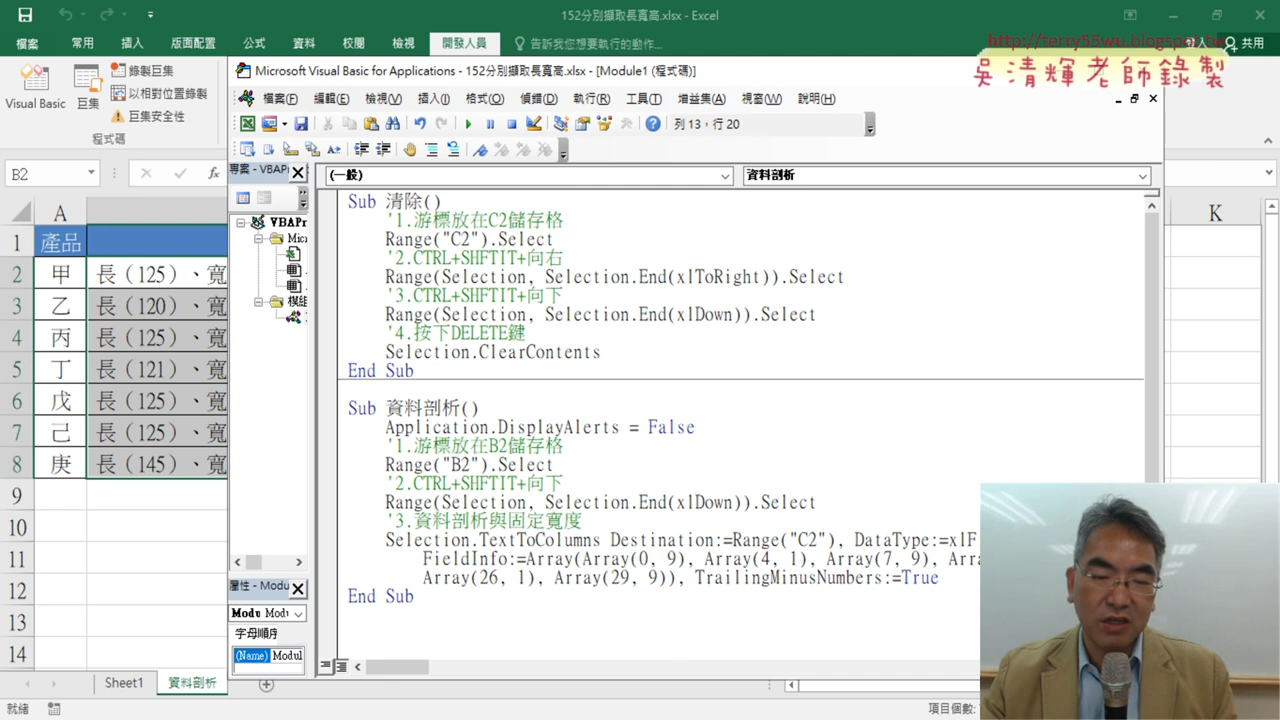 152分別擷取長寬高.xlsx - Excel
http://terry55wu.blogspot.tw
吳清輝老師錄製
檔案 常用 插入 版面配置 公式 資料 校閱 檢視 開發人員 告訴我您想要執行的動作... 登入 共用
Visual Basic 巨集 錄製巨集
以相對位置錄製
巨集安全性
程式碼
Microsoft Visual Basic for Applications - 152分別擷取長寬高.xlsx - [Module1 (程式碼)]
檔案(F) 編輯(E) 檢視(V) 插入(I) 格式(O) 偵錯(D) 執行(R) 工具(T) 增益集(A) 視窗(W) 說明(H)
列 13，行 20
B2 fx
專案 - VBAPr
(一般) 資料剖析
VBAPr
Micr
模組
屬性 - Modu
Modu Modu
字母順序
(Name) Modul
A K
1 產品
2 甲 長（125）、寬
3 乙 長（120）、寬
4 丙 長（125）、寬
5 丁 長（121）、寬
6 戊 長（125）、寬
7 己 長（125）、寬
8 庚 長（145）、寬
9
10
11
12
13
14
Sub 清除()
'1.游標放在C2儲存格
Range("C2").Select
'2.CTRL+SHFTIT+向右
Range(Selection, Selection.End(xlToRight)).Select
'3.CTRL+SHFTIT+向下
Range(Selection, Selection.End(xlDown)).Select
'4.按下DELETE鍵
Selection.ClearContents
End Sub
Sub 資料剖析()
Application.DisplayAlerts = False
'1.游標放在B2儲存格
Range("B2").Select
'2.CTRL+SHFTIT+向下
Range(Selection, Selection.End(xlDown)).Select
'3.資料剖析與固定寬度
Selection.TextToColumns Destination:=Range("C2"), DataType:=xlF
FieldInfo:=Array(Array(0, 9), Array(4, 1), Array(7, 9), Arr
Array(26, 1), Array(29, 9)), TrailingMinusNumbers:=True
End Sub
Sheet1 資料剖析
就緒 項目個數: